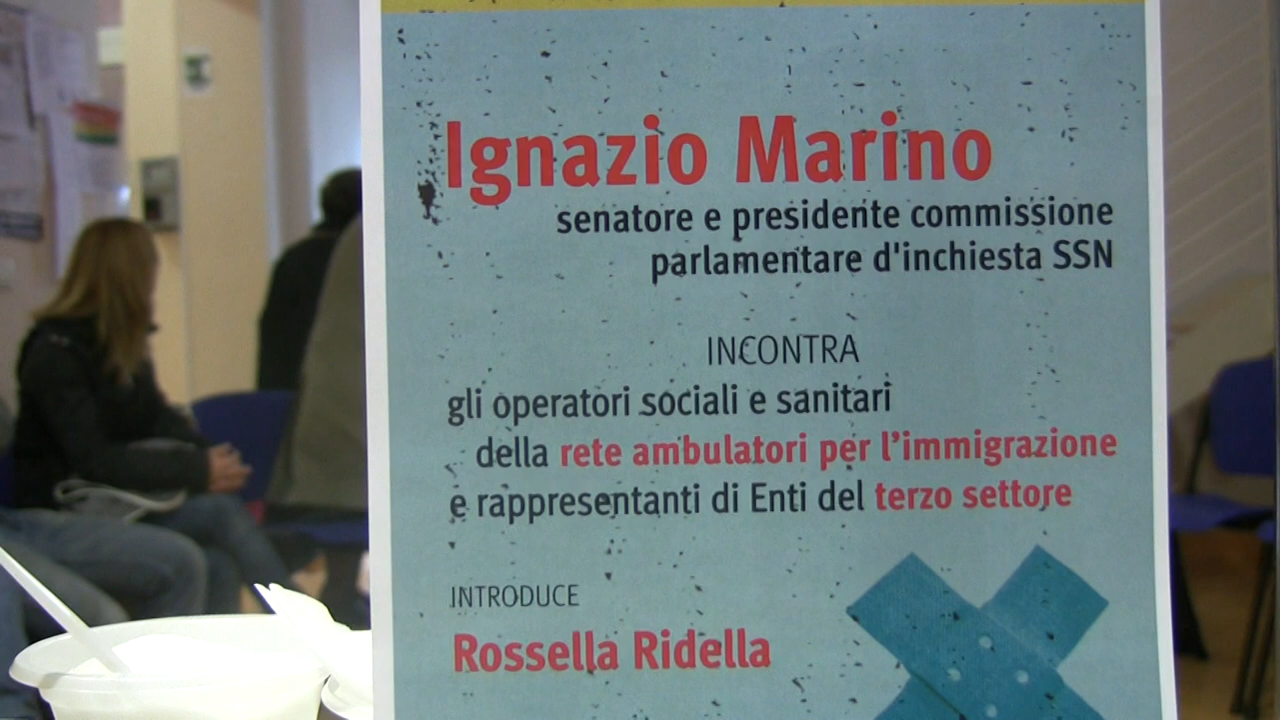 Ignazio Marino
senatore e presidente commissione
parlamentare d'inchiesta SSN
INCONTRA
gli operatori sociali e sanitari
della rete ambulatori per l'immigrazione
e rappresentanti di Enti del terzo settore
INTRODUCE
Rossella Ridella